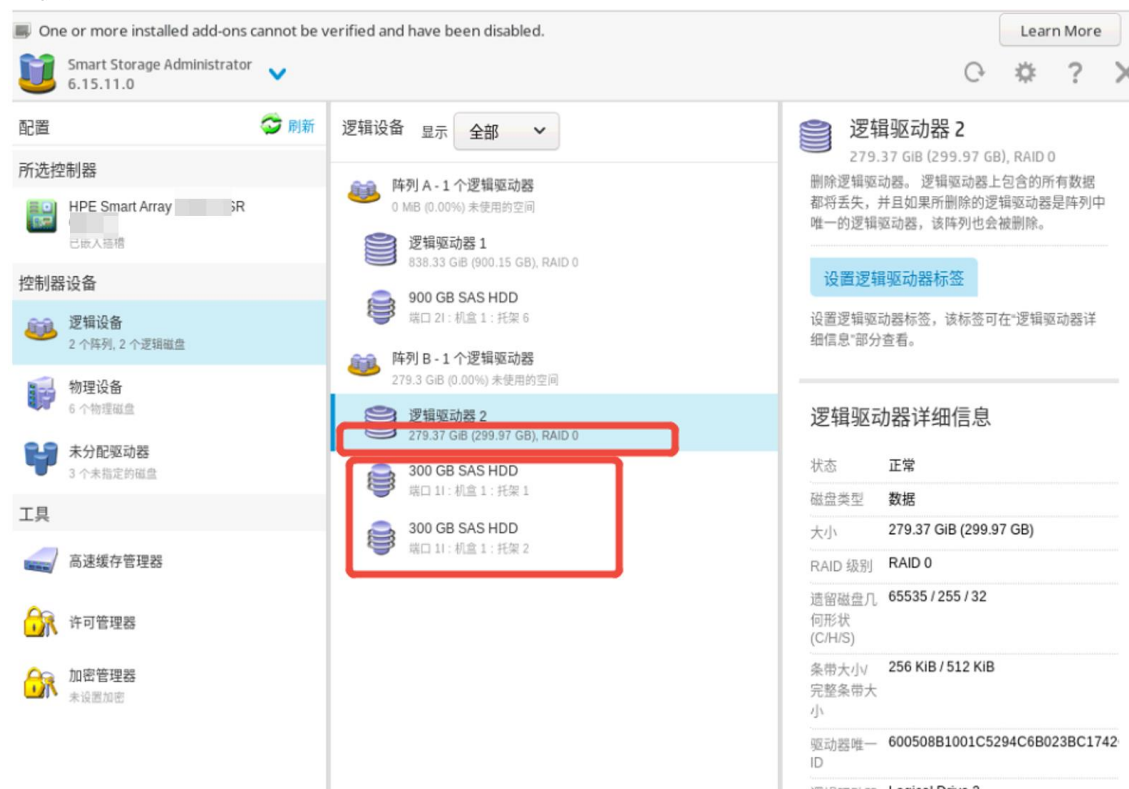 One or more installed add-ons cannot be verified and have been disabled.
Learn More
Smart Storage Administrator
6.15.11.0
配置
刷新
所选控制器
HPE Smart Array
SR
已嵌入插槽
控制器设备
逻辑设备
2 个阵列, 2 个逻辑磁盘
物理设备
6 个物理磁盘
未分配驱动器
3 个未指定的磁盘
工具
高速缓存管理器
许可管理器
加密管理器
未设置加密
逻辑设备 显示 全部
阵列 A - 1 个逻辑驱动器
0 MiB (0.00%) 未使用的空间
逻辑驱动器 1
838.33 GiB (900.15 GB), RAID 0
900 GB SAS HDD
端口 2I : 机盒 1 : 托架 6
阵列 B - 1 个逻辑驱动器
279.3 GiB (0.00%) 未使用的空间
逻辑驱动器 2
279.37 GiB (299.97 GB), RAID 0
300 GB SAS HDD
端口 1I : 机盒 1 : 托架 1
300 GB SAS HDD
端口 1I : 机盒 1 : 托架 2
逻辑驱动器 2
279.37 GiB (299.97 GB), RAID 0
删除逻辑驱动器。 逻辑驱动器上包含的所有数据
都将丢失，并且如果所删除的逻辑驱动器是阵列中
唯一的逻辑驱动器，该阵列也会被删除。
设置逻辑驱动器标签
设置逻辑驱动器标签，该标签可在“逻辑驱动器详
细信息”部分查看。
逻辑驱动器详细信息
状态 正常
磁盘类型 数据
大小 279.37 GiB (299.97 GB)
RAID 级别 RAID 0
遗留磁盘几 65535 / 255 / 32
何形状
(C/H/S)
条带大小/ 256 KiB / 512 KiB
完整条带大
小
驱动器唯一 600508B1001C5294C6B023BC1742
ID